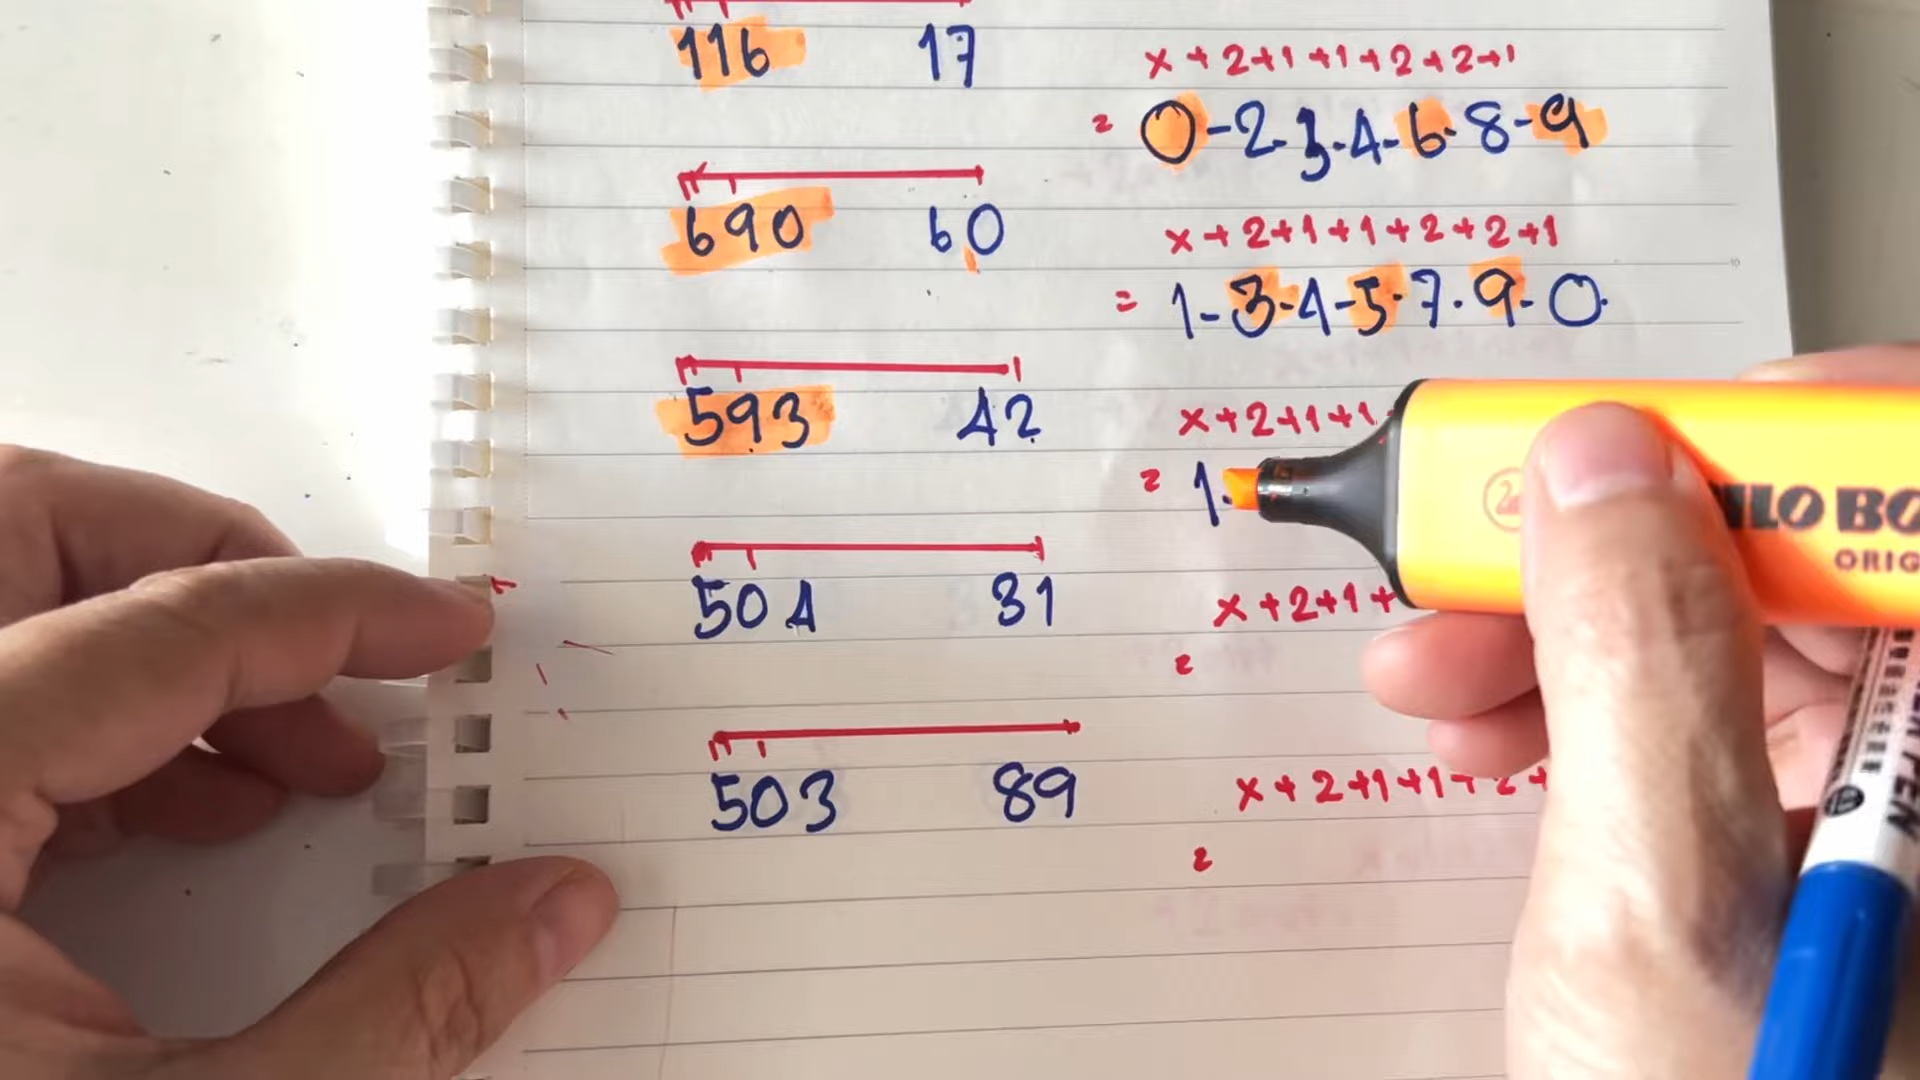 116 17
x+2+1+1+2+2+1
= 0-2-3-4-6-8-9
690 60
x+2+1+1+2+2+1
= 1-3-4-5-7-9-0
593 42
x+2+1+1
= 1-
504 31
x+2+1+
=
503 89
x+2+1+1+2+
=
ORIG